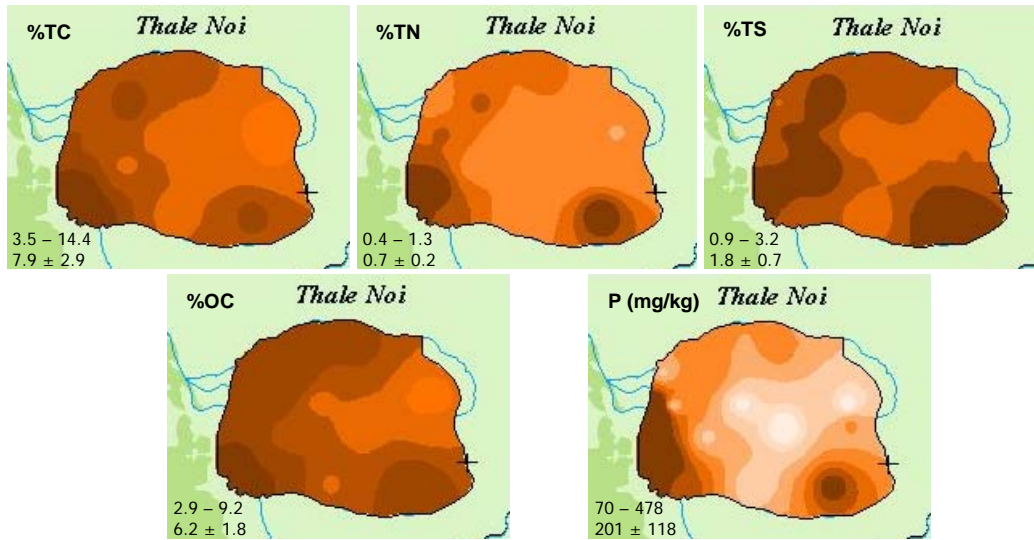 %TC Thale Noi
3.5 – 14.4
7.9 ± 2.9
%TN Thale Noi
0.4 – 1.3
0.7 ± 0.2
%TS Thale Noi
0.9 – 3.2
1.8 ± 0.7
%OC Thale Noi
2.9 – 9.2
6.2 ± 1.8
P (mg/kg) Thale Noi
70 – 478
201 ± 118